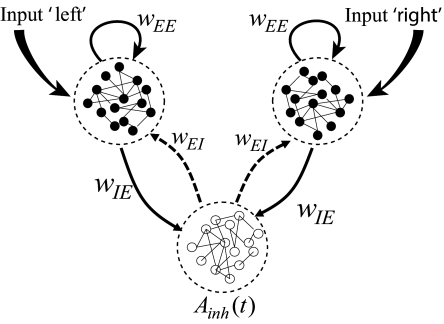 Input 'left'
w_EE
w_EE
Input 'right'
w_EI
w_EI
w_IE
w_IE
A_inh(t)